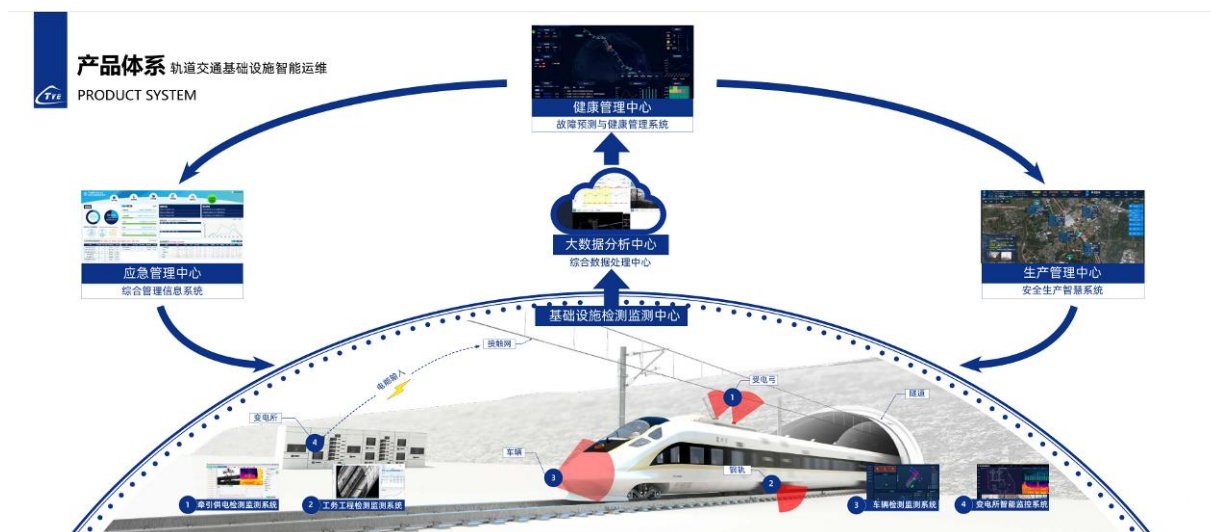 产品体系 轨道交通基础设施智能运维
PRODUCT SYSTEM
TYE
健康管理中心
故障预测与健康管理系统
大数据分析中心
综合数据处理中心
应急管理中心
综合管理信息系统
生产管理中心
安全生产智慧系统
基础设施检测监测中心
接触网
电能输入
受电弓
1
隧道
变电所
4
车辆
3
钢轨
2
1 牵引供电检测监测系统
2 工务工程检测监测系统
3 车辆检测监测系统
4 变电所智能监控系统